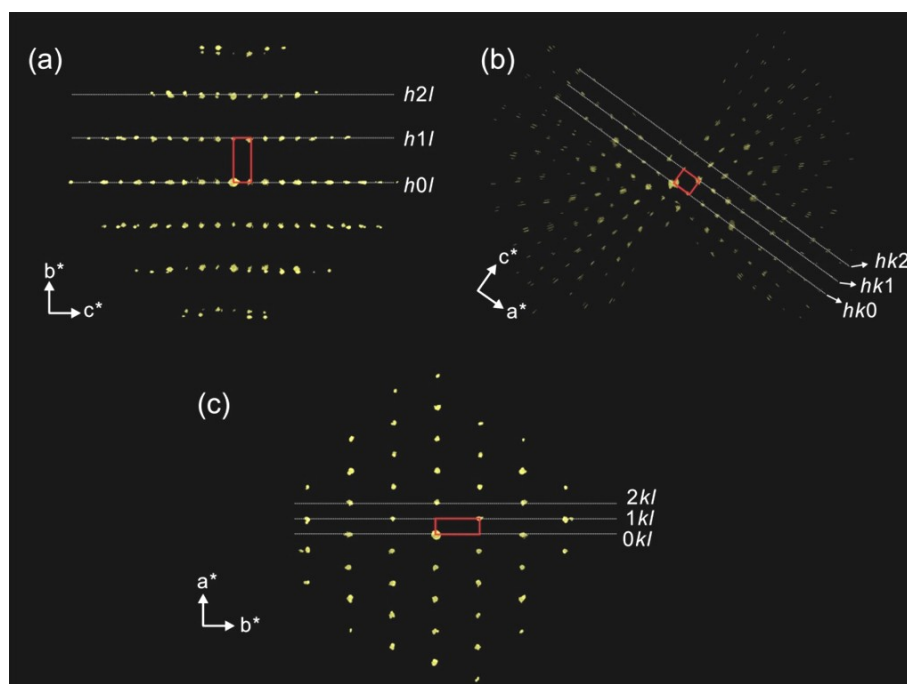 (a)
h2l
h1l
h0l
b*
c*
(b)
c*
a*
hk2
hk1
hk0
(c)
2kl
1kl
0kl
a*
b*